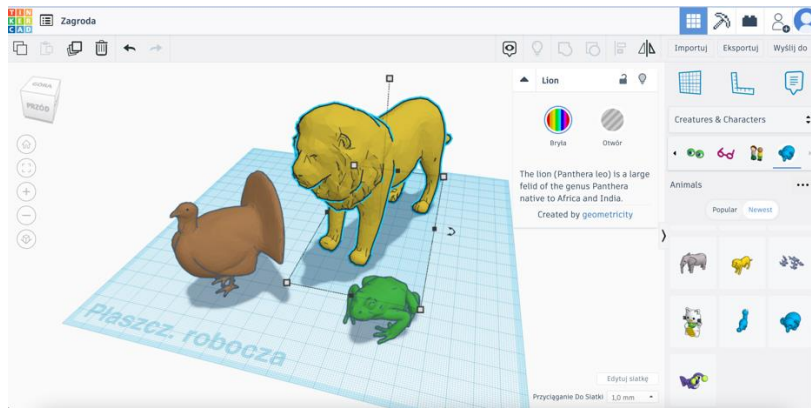 TIN
KER
CAD
Zagroda
Importuj Eksportuj Wyślij do
PRZÓD
Lion
Bryła Otwór
The lion (Panthera leo) is a large
felid of the genus Panthera
native to Africa and India.
Created by geometricity
Creatures & Characters
Animals
Popular Newest
Płaszcz. robocza
Edytuj siatkę
Przyciąganie Do Siatki 1,0 mm